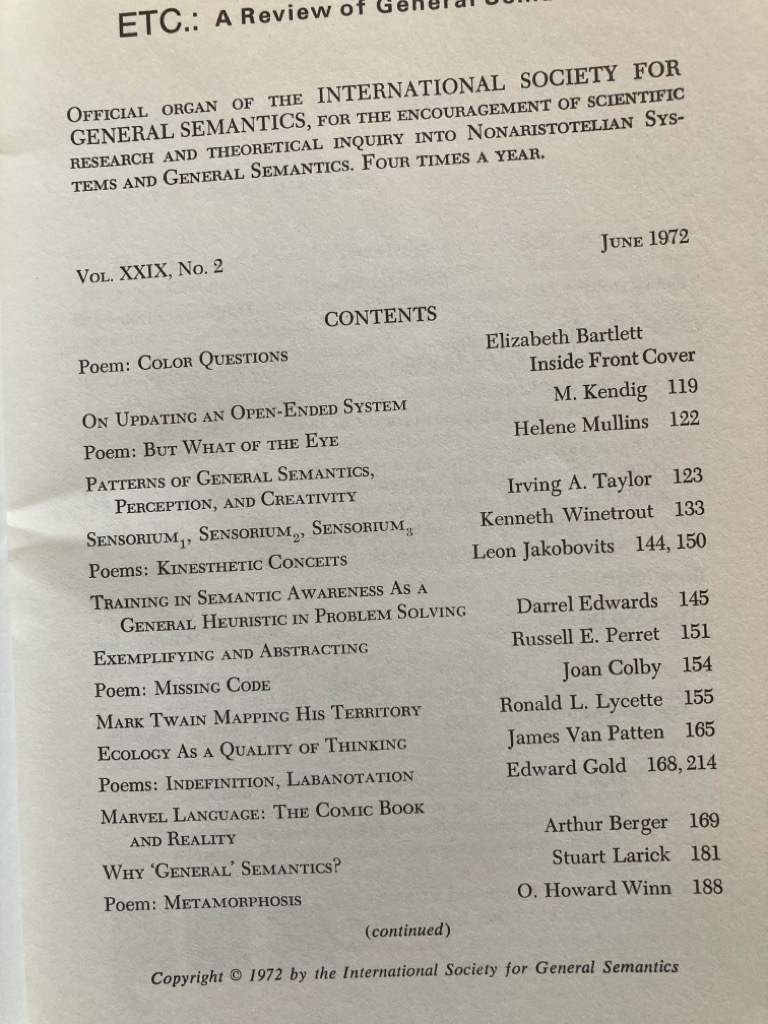 ETC.: A Review of General
OFFICIAL ORGAN OF THE INTERNATIONAL SOCIETY FOR
GENERAL SEMANTICS, FOR THE ENCOURAGEMENT OF SCIENTIFIC
RESEARCH AND THEORETICAL INQUIRY INTO NONARISTOTELIAN SYS-
TEMS AND GENERAL SEMANTICS. FOUR TIMES A YEAR.
VOL. XXIX, No. 2 JUNE 1972
CONTENTS
Poem: COLOR QUESTIONS Elizabeth Bartlett
Inside Front Cover
ON UPDATING AN OPEN-ENDED SYSTEM M. Kendig 119
Poem: BUT WHAT OF THE EYE Helene Mullins 122
PATTERNS OF GENERAL SEMANTICS,
PERCEPTION, AND CREATIVITY Irving A. Taylor 123
SENSORIUM₁, SENSORIUM₂, SENSORIUM₃ Kenneth Winetrout 133
Poems: KINESTHETIC CONCEITS Leon Jakobovits 144, 150
TRAINING IN SEMANTIC AWARENESS AS A
GENERAL HEURISTIC IN PROBLEM SOLVING Darrel Edwards 145
EXEMPLIFYING AND ABSTRACTING Russell E. Perret 151
Poem: MISSING CODE Joan Colby 154
MARK TWAIN MAPPING HIS TERRITORY Ronald L. Lycette 155
ECOLOGY AS A QUALITY OF THINKING James Van Patten 165
Poems: INDEFINITION, LABANOTATION Edward Gold 168, 214
MARVEL LANGUAGE: THE COMIC BOOK
AND REALITY Arthur Berger 169
WHY 'GENERAL' SEMANTICS? Stuart Larick 181
Poem: METAMORPHOSIS O. Howard Winn 188
(continued)
Copyright © 1972 by the International Society for General Semantics